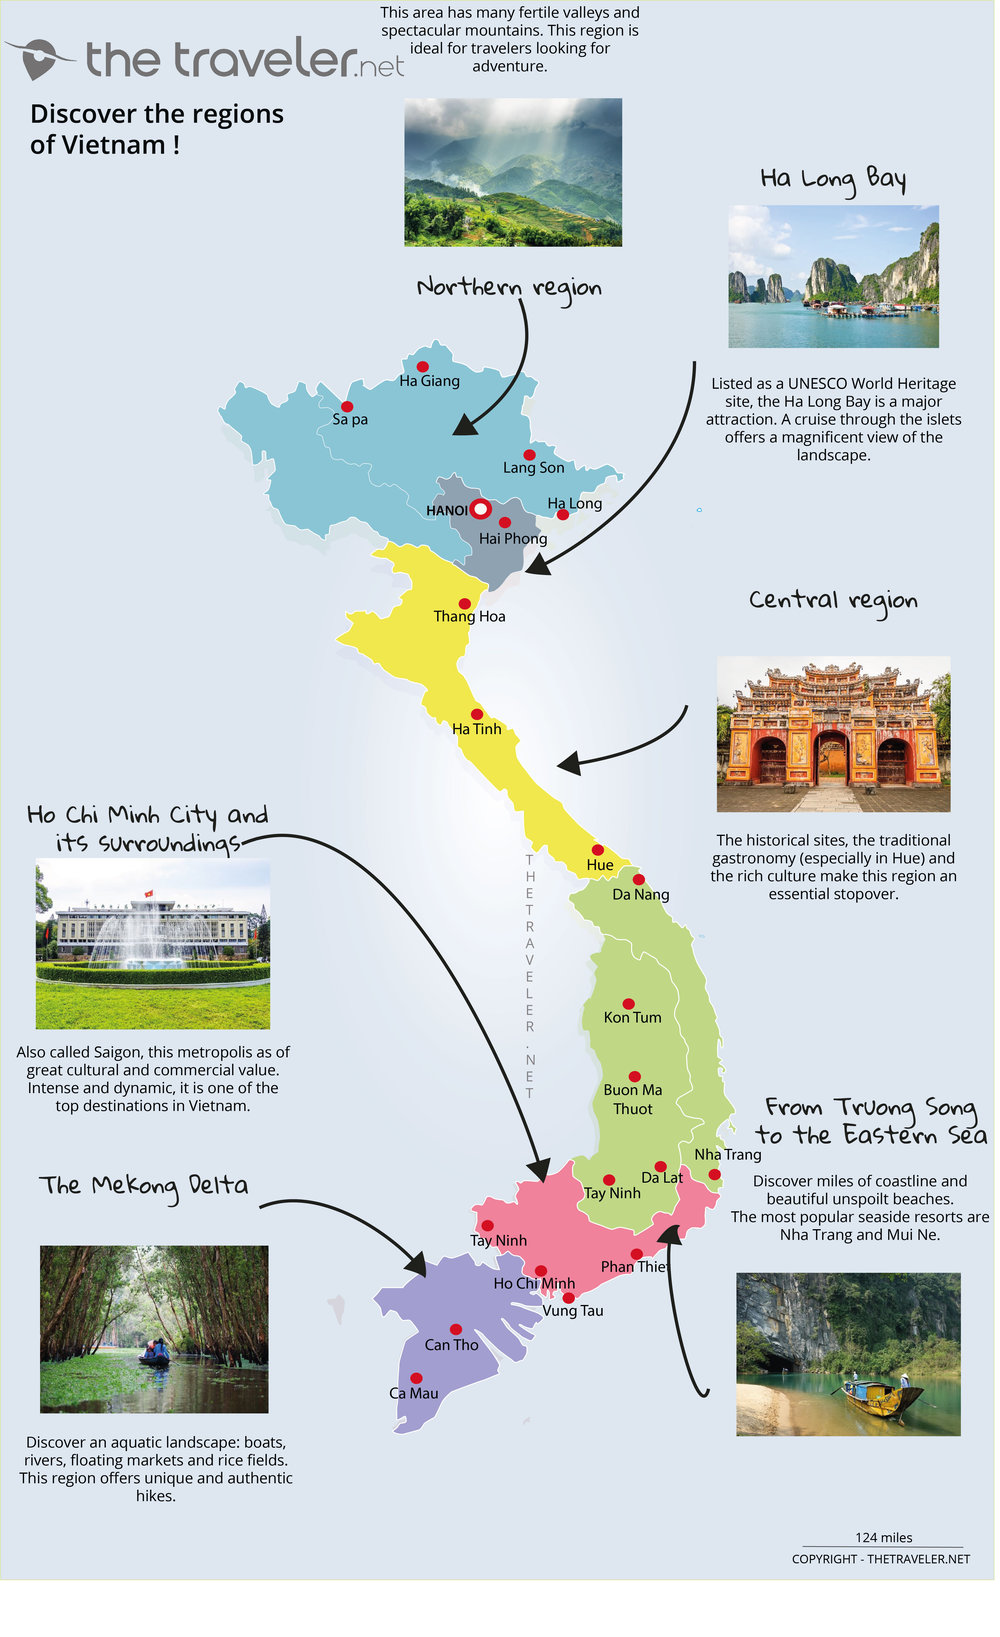 This area has many fertile valleys and
spectacular mountains. This region is
ideal for travelers looking for
adventure.
the traveler.net
Discover the regions
of Vietnam !
Ha Long Bay
Northern region
Listed as a UNESCO World Heritage
site, the Ha Long Bay is a major
attraction. A cruise through the islets
offers a magnificent view of the
landscape.
Ha Giang
Sa pa
Lang Son
Ha Long
HANOI
Hai Phong
Central region
Thang Hoa
Ha Tinh
The historical sites, the traditional
gastronomy (especially in Hue) and
the rich culture make this region an
essential stopover.
Ho Chi Minh City and
its surroundings
Hue
Da Nang
THETRAVELER.NET
Kon Tum
Also called Saigon, this metropolis as of
great cultural and commercial value.
Intense and dynamic, it is one of the
top destinations in Vietnam.
Buon Ma
Thuot
From Truong Song
to the Eastern Sea
Nha Trang
Da Lat
Tay Ninh
Discover miles of coastline and
beautiful unspoilt beaches.
The most popular seaside resorts are
Nha Trang and Mui Ne.
The Mekong Delta
Tay Ninh
Phan Thiet
Ho Chi Minh
Vung Tau
Can Tho
Ca Mau
Discover an aquatic landscape: boats,
rivers, floating markets and rice fields.
This region offers unique and authentic
hikes.
124 miles
COPYRIGHT - THETRAVELER.NET